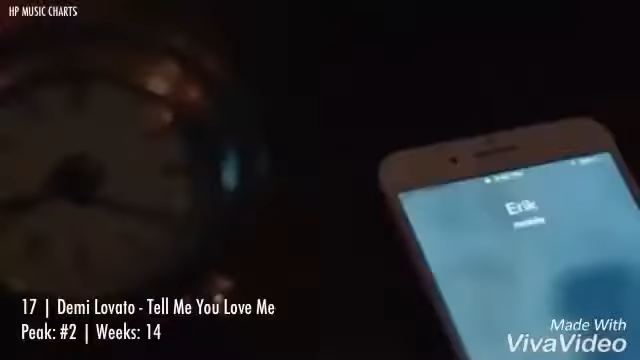 HP MUSIC CHARTS
Erik
mobile
17 | Demi Lovato - Tell Me You Love Me
Peak: #2 | Weeks: 14
Made With
VivaVideo